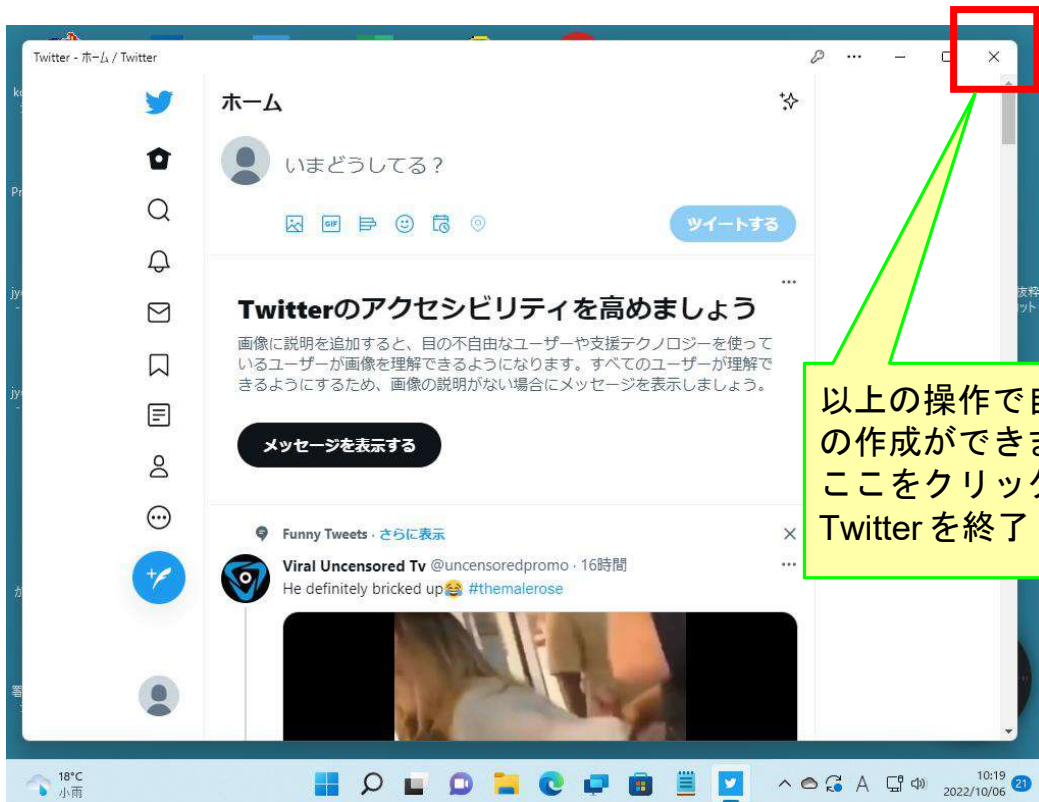 Twitter - ホーム / Twitter
ホーム
いまどうしてる？
GIF
ツイートする
Twitterのアクセシビリティを高めましょう
画像に説明を追加すると、目の不自由なユーザーや支援テクノロジーを使って
いるユーザーが画像を理解できるようになります。すべてのユーザーが理解で
きるようにするため、画像の説明がない場合にメッセージを表示しましょう。
メッセージを表示する
以上の操作で
の作成ができ
ここをクリック
Twitterを終了
Funny Tweets · さらに表示
Viral Uncensored Tv @uncensoredpromo · 16時間
He definitely bricked up😂 #themalerose
18°C
小雨
A
10:19
2022/10/06
21